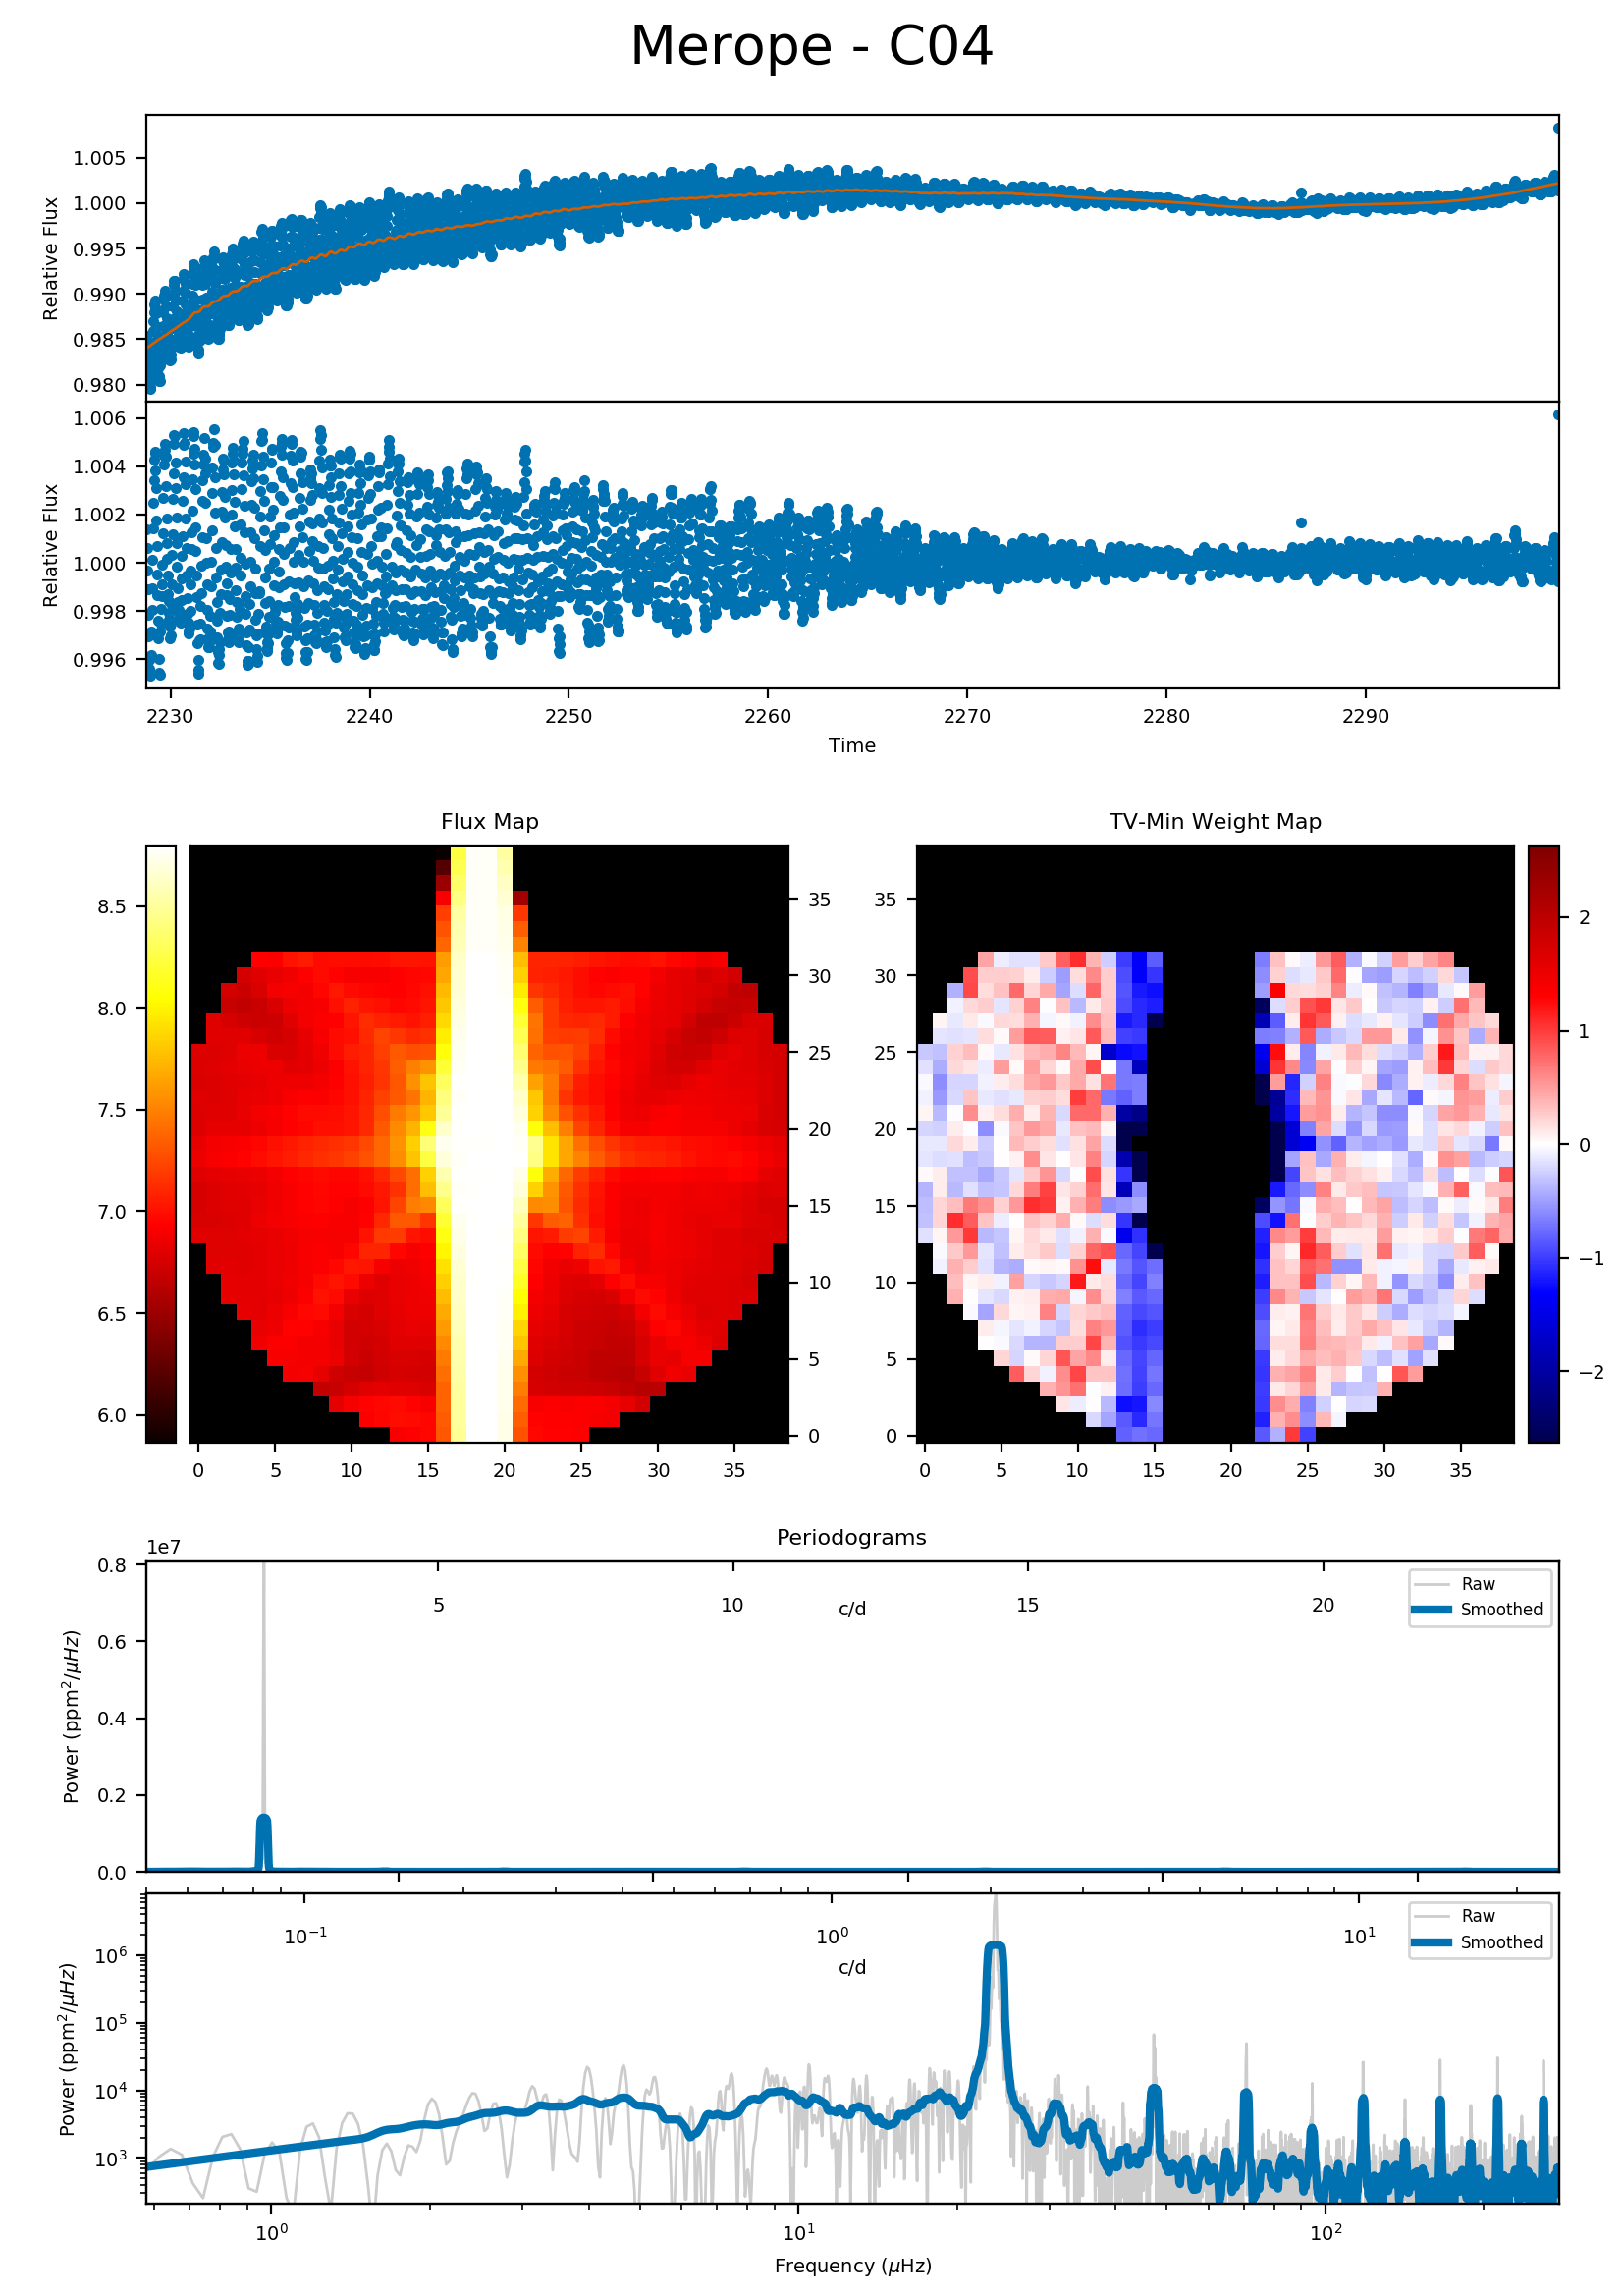 Merope - C04
1.005
1.000
0.995
0.990
0.985
0.980
Relative Flux
1.006
1.004
1.002
1.000
0.998
0.996
Relative Flux
2230 2240 2250 2260 2270 2280 2290
Time
Flux Map
8.5
8.0
7.5
7.0
6.5
6.0
35
30
25
20
15
10
5
0
0 5 10 15 20 25 30 35
TV-Min Weight Map
35
30
25
20
15
10
5
0
0 5 10 15 20 25 30 35
2
1
0
−1
−2
Periodograms
1e7
0.8
0.6
0.4
0.2
0.0
Power (ppm²/μHz)
5 10 15 20
c/d
Raw
Smoothed
10⁻¹ 10⁰ 10¹
c/d
Raw
Smoothed
10⁶
10⁵
10⁴
10³
Power (ppm²/μHz)
10⁰ 10¹ 10²
Frequency (μHz)